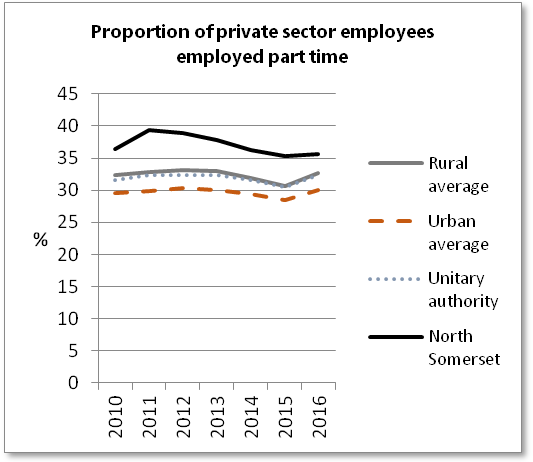 Proportion of private sector employees
employed part time
45
40
35
30
25
20
15
10
5
0
%
2010
2011
2012
2013
2014
2015
2016
Rural
average
Urban
average
Unitary
authority
North
Somerset